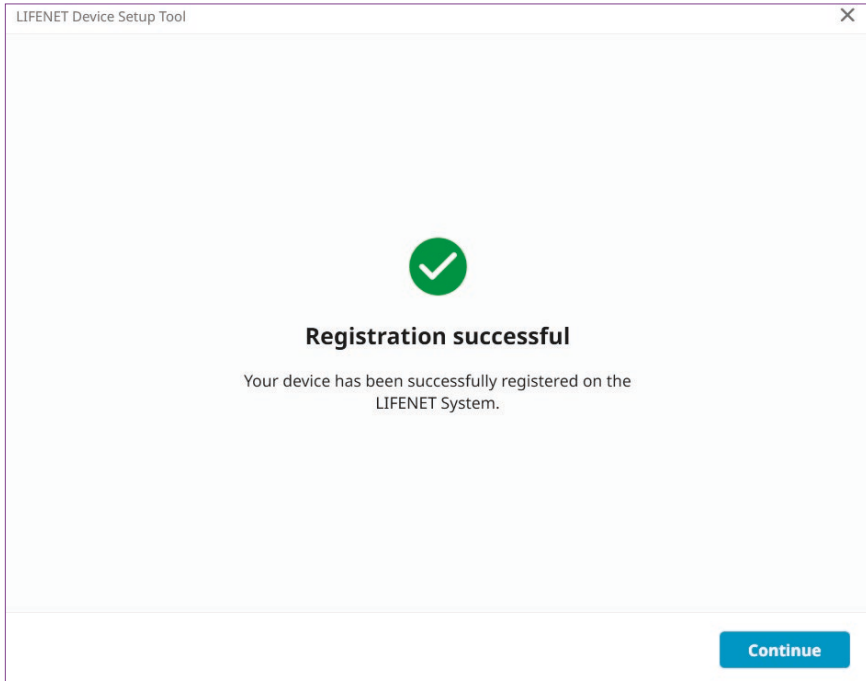 LIFENET Device Setup Tool
Registration successful
Your device has been successfully registered on the
LIFENET System.
Continue